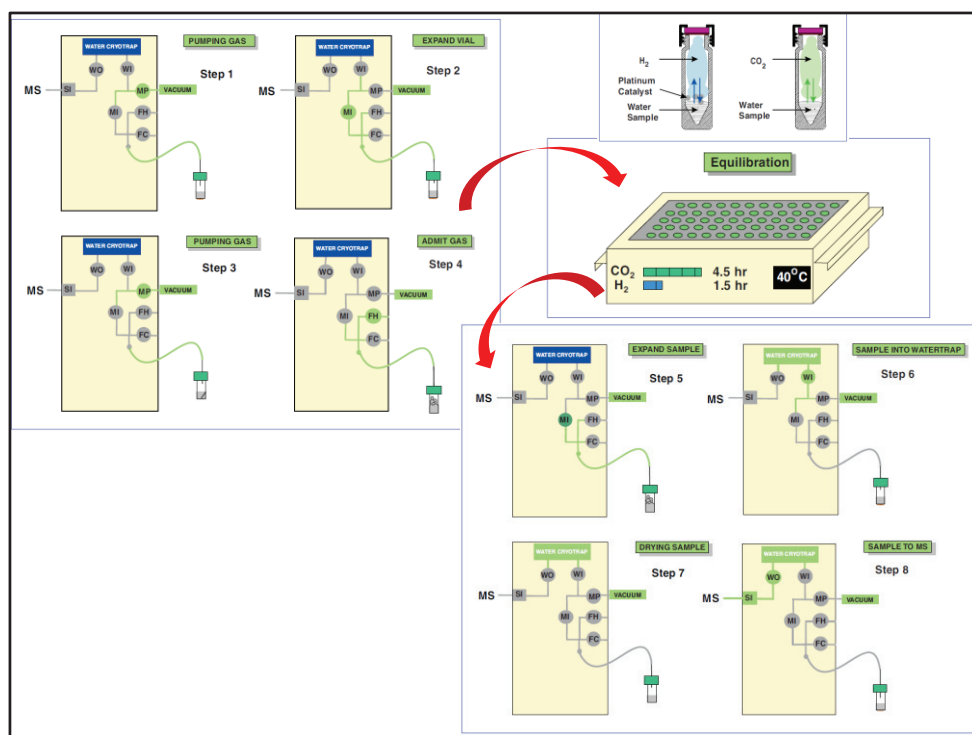 PUMPING GAS
WATER CRYOTRAP
Step 1
WO
WI
MS
SI
MP
VACUUM
MI
FH
FC
EXPAND VIAL
WATER CRYOTRAP
Step 2
WO
WI
MS
SI
MP
VACUUM
MI
FH
FC
PUMPING GAS
WATER CRYOTRAP
Step 3
WO
WI
MS
SI
MP
VACUUM
MI
FH
FC
ADMIT GAS
WATER CRYOTRAP
Step 4
WO
WI
MS
SI
MP
VACUUM
MI
FH
FC
H2
Platinum
Catalyst
Water
Sample
CO2
Water
Sample
Equilibration
CO2 4.5 hr
H2 1.5 hr
40°C
EXPAND SAMPLE
WATER CRYOTRAP
Step 5
WO
WI
MS
SI
MP
VACUUM
MI
FH
FC
SAMPLE INTO WATERTRAP
WATER CRYOTRAP
Step 6
WO
WI
MS
SI
MP
VACUUM
MI
FH
FC
DRYING SAMPLE
WATER CRYOTRAP
Step 7
WO
WI
MS
SI
MP
VACUUM
MI
FH
FC
SAMPLE TO MS
WATER CRYOTRAP
Step 8
WO
WI
MS
SI
MP
VACUUM
MI
FH
FC